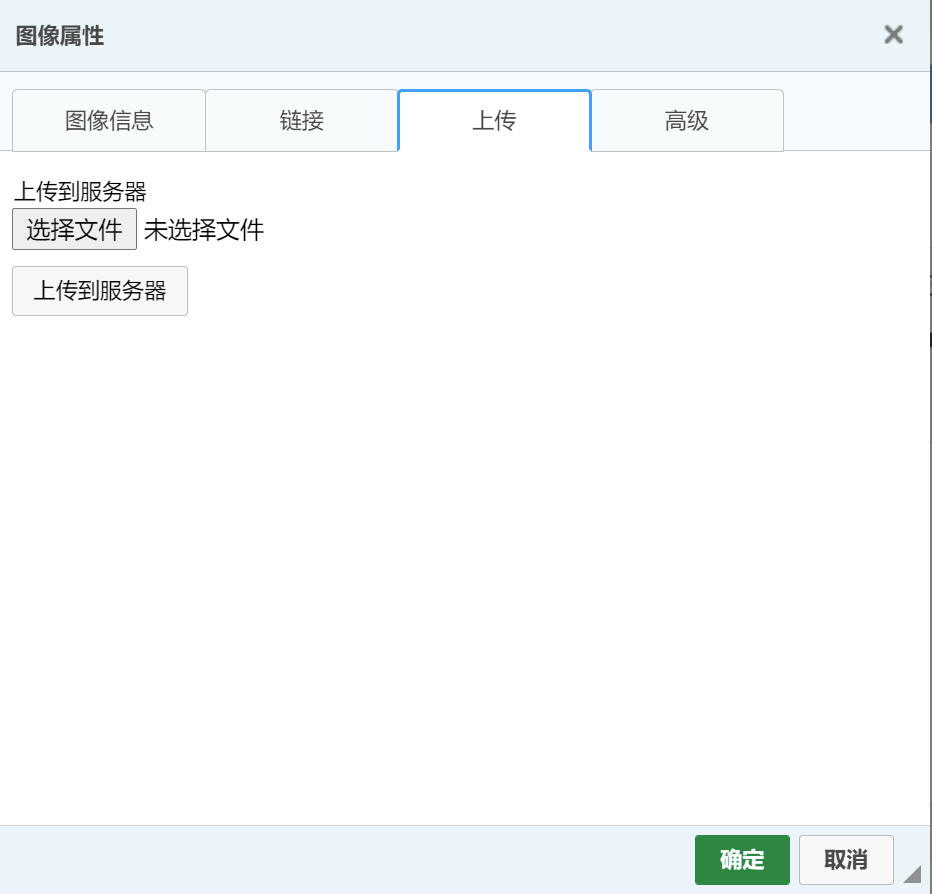 图像属性
图像信息 链接 上传 高级
上传到服务器
选择文件 未选择文件
上传到服务器
确定 取消